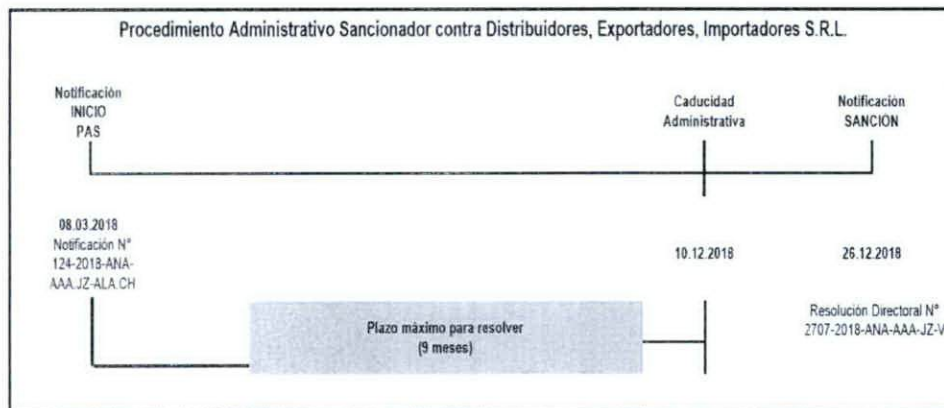 Procedimiento Administrativo Sancionador contra Distribuidores, Exportadores, Importadores S.R.L.
Notificación
INICIO
PAS
Caducidad
Administrativa
Notificación
SANCION
08.03.2018
Notificación N°
124-2018-ANA-
AAA.JZ-ALA.CH
10.12.2018
26.12.2018
Resolución Directoral N°
2707-2018-ANA-AAA-JZ-V
Plazo máximo para resolver
(9 meses)